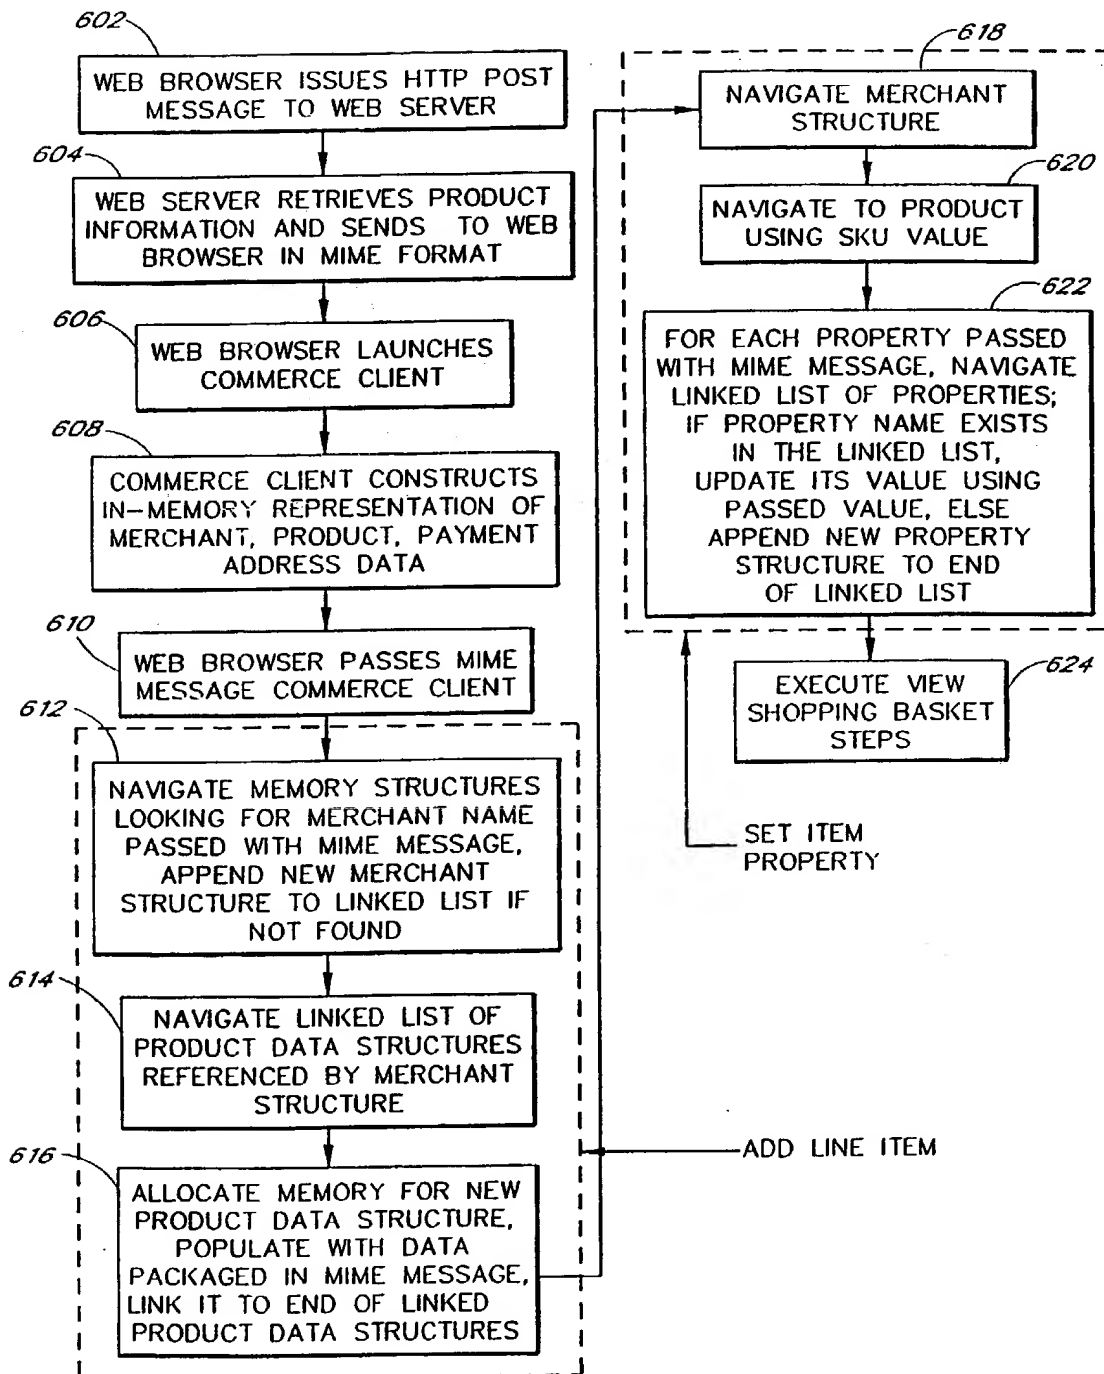 602
WEB BROWSER ISSUES HTTP POST
MESSAGE TO WEB SERVER
604
WEB SERVER RETRIEVES PRODUCT
INFORMATION AND SENDS TO WEB
BROWSER IN MIME FORMAT
606
WEB BROWSER LAUNCHES
COMMERCE CLIENT
608
COMMERCE CLIENT CONSTRUCTS
IN-MEMORY REPRESENTATION OF
MERCHANT, PRODUCT, PAYMENT
ADDRESS DATA
610
WEB BROWSER PASSES MIME
MESSAGE COMMERCE CLIENT
612
NAVIGATE MEMORY STRUCTURES
LOOKING FOR MERCHANT NAME
PASSED WITH MIME MESSAGE,
APPEND NEW MERCHANT
STRUCTURE TO LINKED LIST IF
NOT FOUND
614
NAVIGATE LINKED LIST OF
PRODUCT DATA STRUCTURES
REFERENCED BY MERCHANT
STRUCTURE
616
ALLOCATE MEMORY FOR NEW
PRODUCT DATA STRUCTURE,
POPULATE WITH DATA
PACKAGED IN MIME MESSAGE,
LINK IT TO END OF LINKED
PRODUCT DATA STRUCTURES
ADD LINE ITEM
618
NAVIGATE MERCHANT
STRUCTURE
620
NAVIGATE TO PRODUCT
USING SKU VALUE
622
FOR EACH PROPERTY PASSED
WITH MIME MESSAGE, NAVIGATE
LINKED LIST OF PROPERTIES;
IF PROPERTY NAME EXISTS
IN THE LINKED LIST,
UPDATE ITS VALUE USING
PASSED VALUE, ELSE
APPEND NEW PROPERTY
STRUCTURE TO END
OF LINKED LIST
624
EXECUTE VIEW
SHOPPING BASKET
STEPS
SET ITEM
PROPERTY